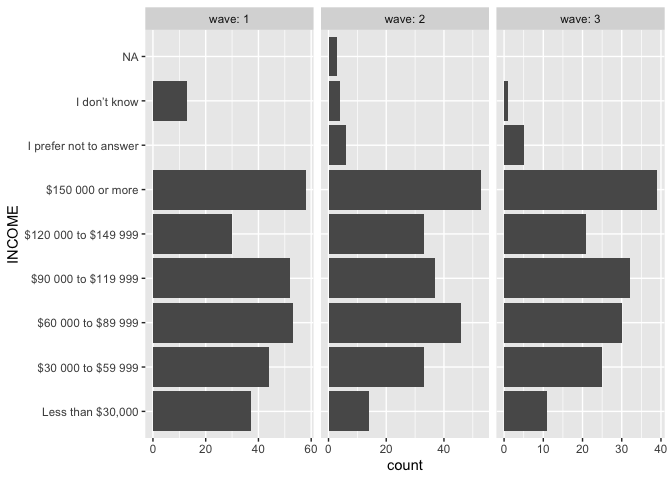 wave: 1 wave: 2 wave: 3
NA
I don’t know
I prefer not to answer
$150 000 or more
$120 000 to $149 999
$90 000 to $119 999
$60 000 to $89 999
$30 000 to $59 999
Less than $30,000
INCOME
0 20 40 60 0 20 40 0 10 20 30 40
count